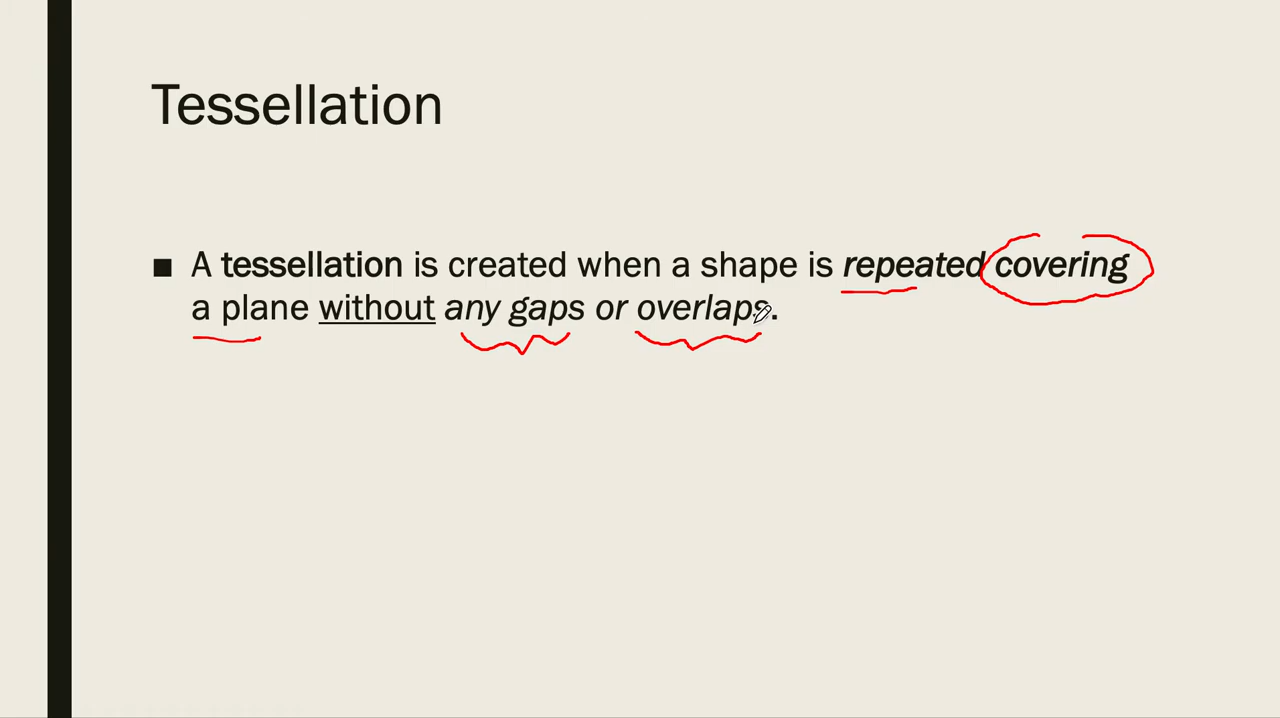 Tessellation
■ A tessellation is created when a shape is repeated covering
a plane without any gaps or overlaps.